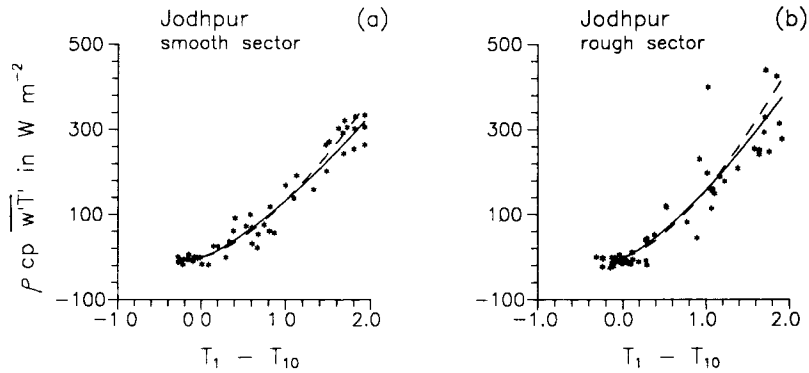 Jodhpur
smooth sector
(a)
500
300
100
-100
-1 0
0 0
1 0
2.0
T1 - T10
ρ cp w'T' in W m-2
Jodhpur
rough sector
(b)
500
300
100
-100
-1.0
0.0
1.0
2.0
T1 - T10